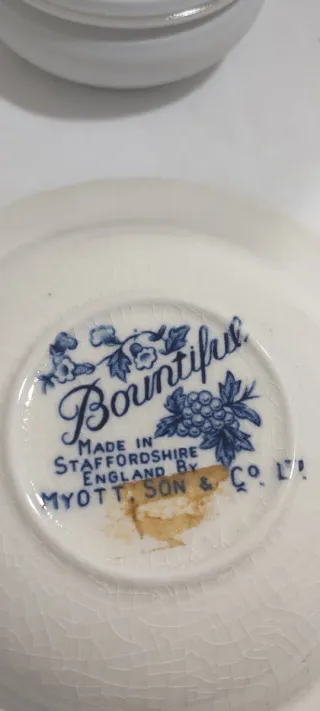 Bountiful
MADE IN
STAFFORDSHIRE
ENGLAND BY
MYOTT, SON & Co. LTD.